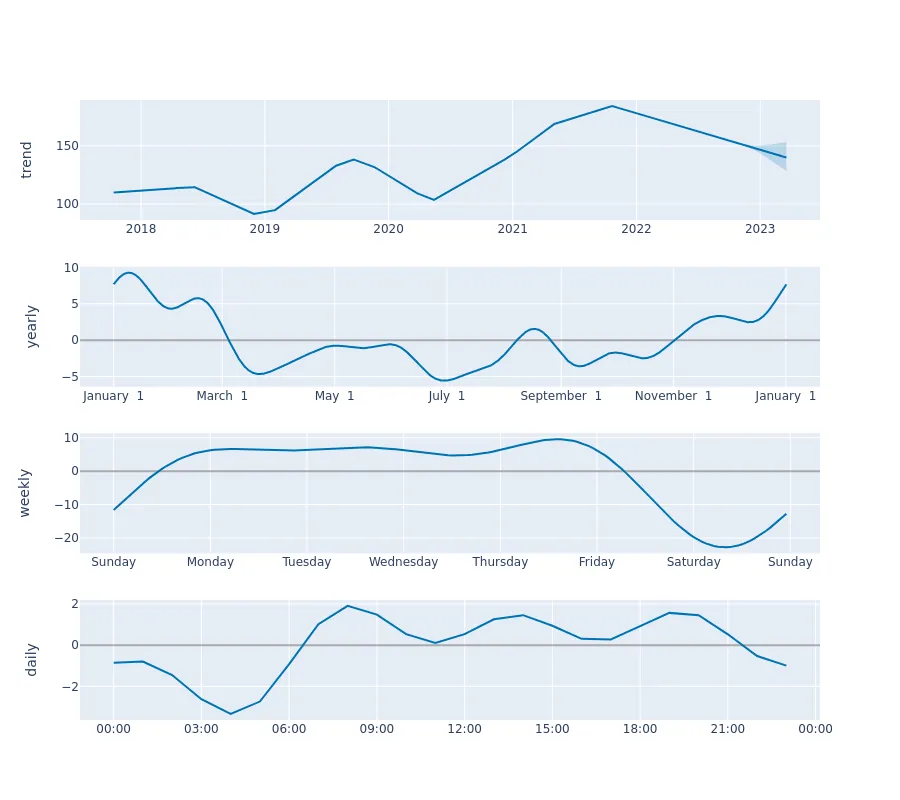 trend
150
100
2018 2019 2020 2021 2022 2023
yearly
10
5
0
−5
January 1 March 1 May 1 July 1 September 1 November 1 January 1
weekly
10
0
−10
−20
Sunday Monday Tuesday Wednesday Thursday Friday Saturday Sunday
daily
2
0
−2
00:00 03:00 06:00 09:00 12:00 15:00 18:00 21:00 00:00